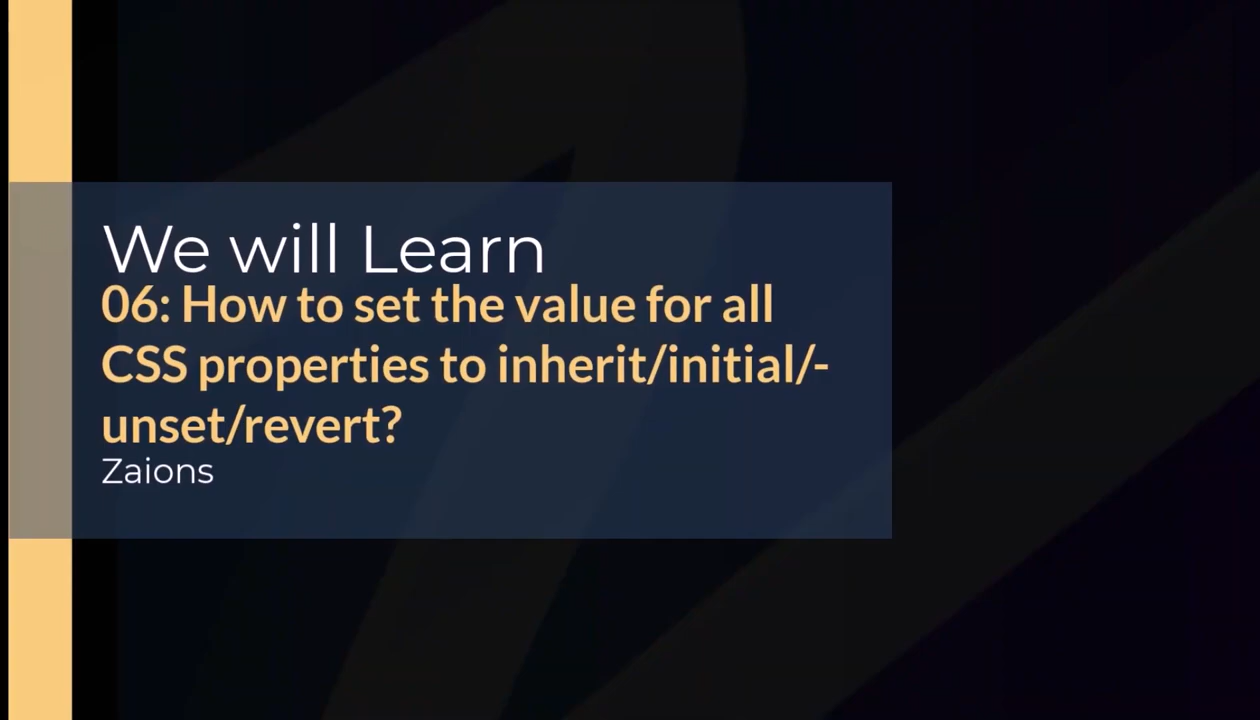 We will Learn
06: How to set the value for all
CSS properties to inherit/initial/-
unset/revert?
Zaions